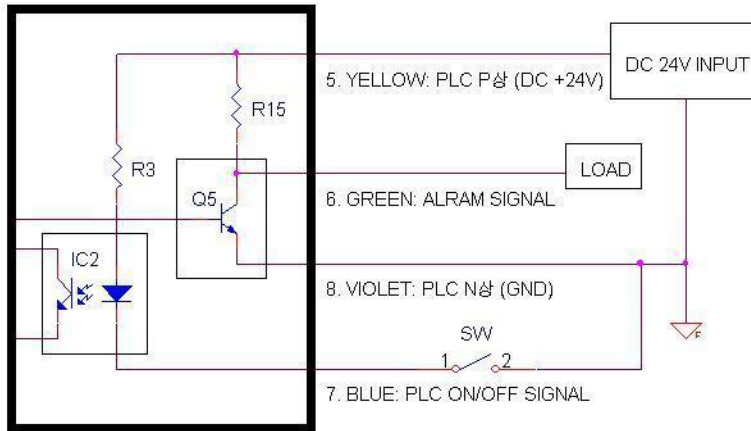 DC 24V INPUT
5. YELLOW: PLC P상 (DC +24V)
R15
R3
LOAD
Q5
6. GREEN: ALRAM SIGNAL
IC2
8. VIOLET: PLC N상 (GND)
F
SW
1 2
7. BLUE: PLC ON/OFF SIGNAL